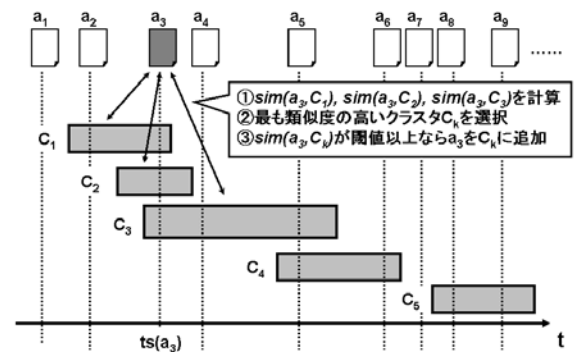 a1 a2 a3 a4 a5 a6 a7 a8 a9 ……
①sim(a3,C1), sim(a3,C2), sim(a3,C3)を計算
②最も類似度の高いクラスタCkを選択
③sim(a3,Ck)が閾値以上ならa3をCkに追加
C1
C2
C3
C4
C5
ts(a3) t